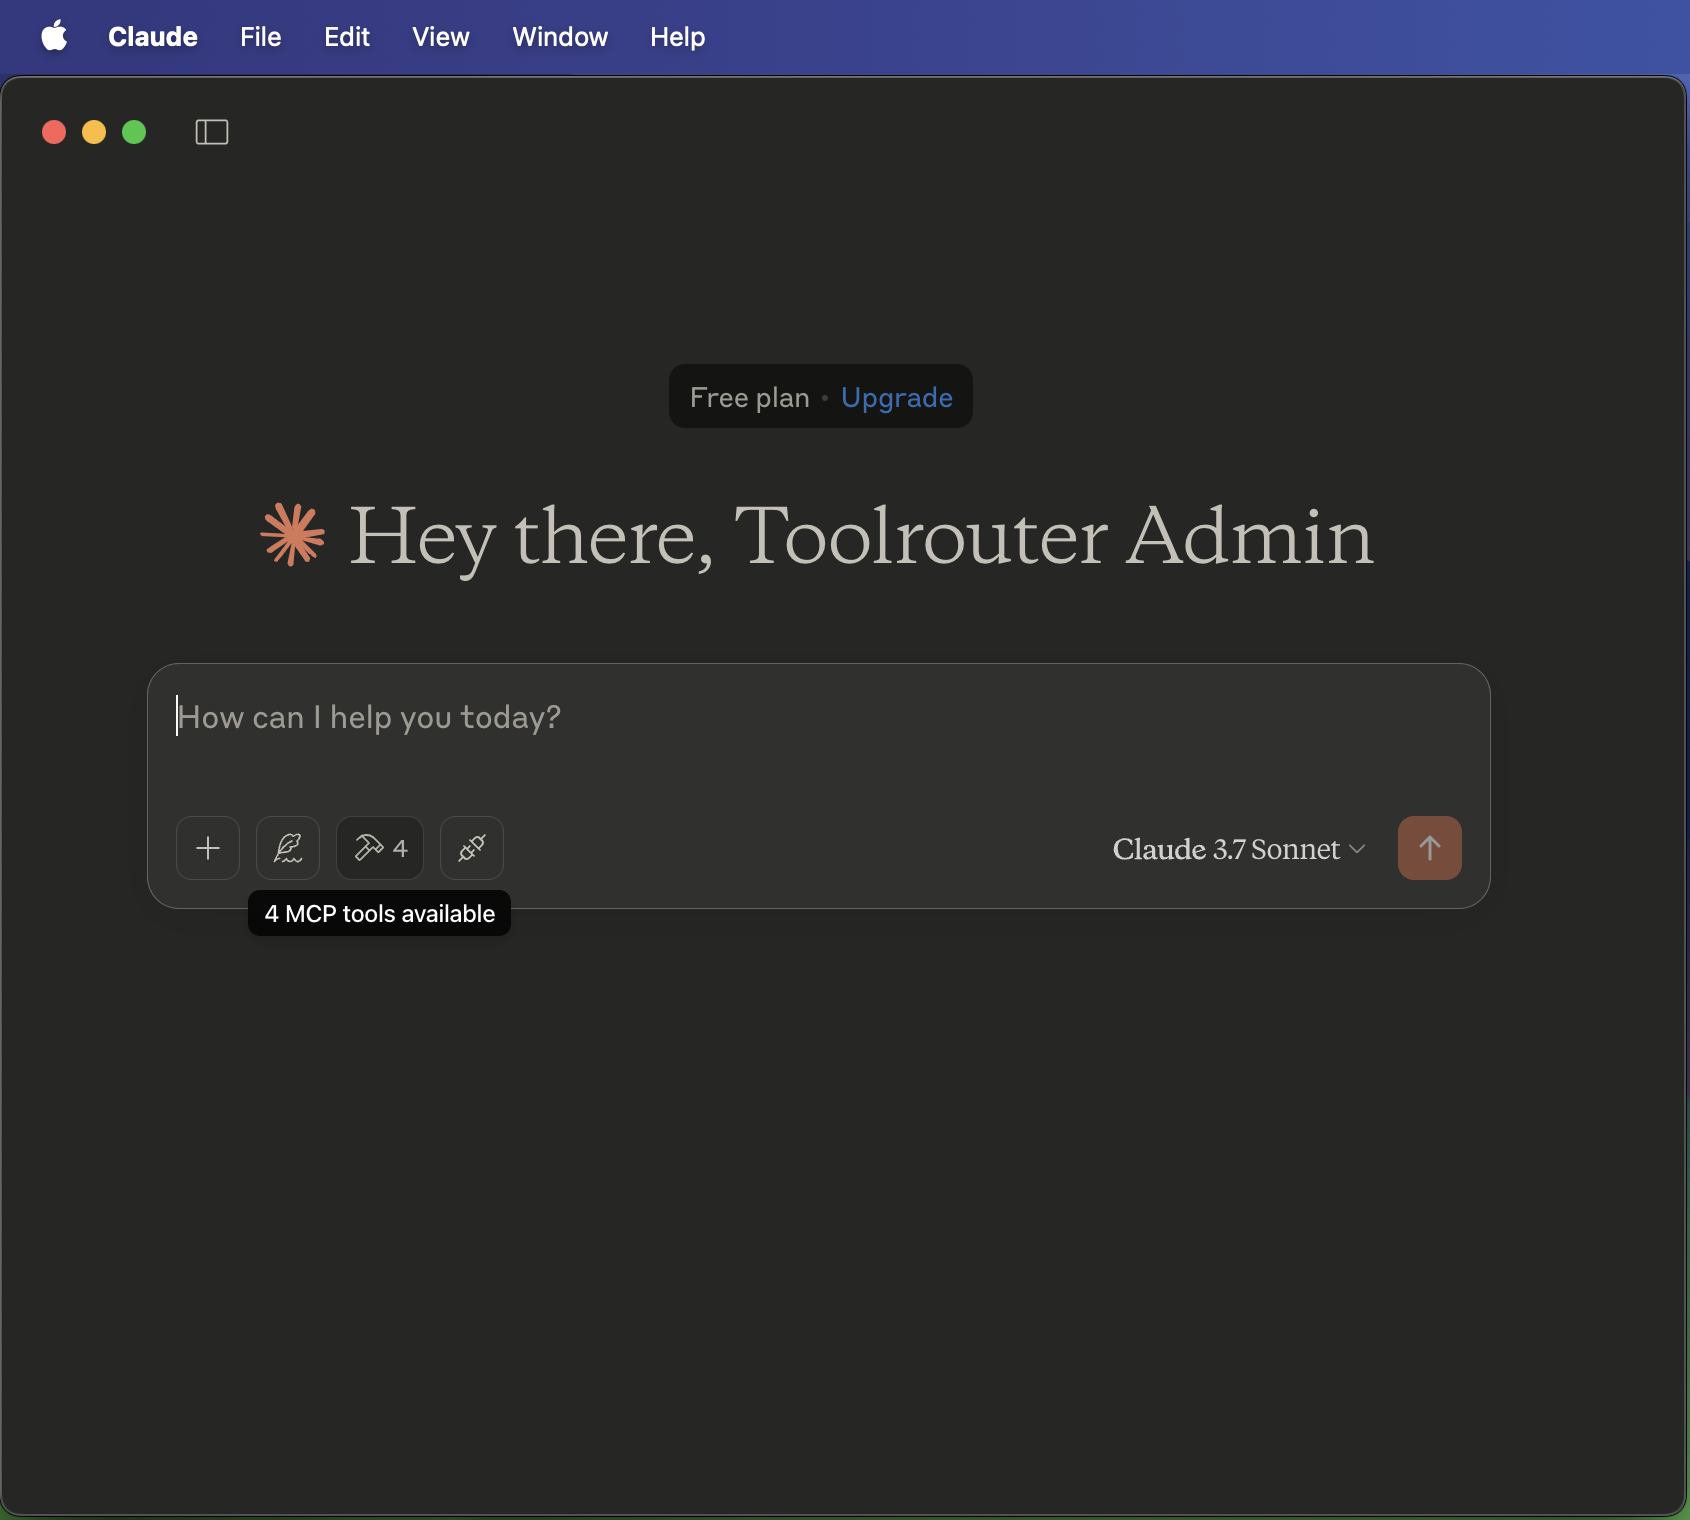 Claude File Edit View Window Help
Free plan • Upgrade
Hey there, Toolrouter Admin
How can I help you today?
4
Claude 3.7 Sonnet
4 MCP tools available